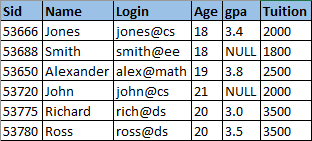 Sid Name Login Age gpa Tuition
53666 Jones jones@cs 18 3.4 2000
53688 Smith smith@ee 18 NULL 1800
53650 Alexander alex@math 19 3.8 2500
53720 John john@cs 21 NULL 2000
53775 Richard rich@ds 20 3.0 3500
53780 Ross ross@ds 20 3.5 3500